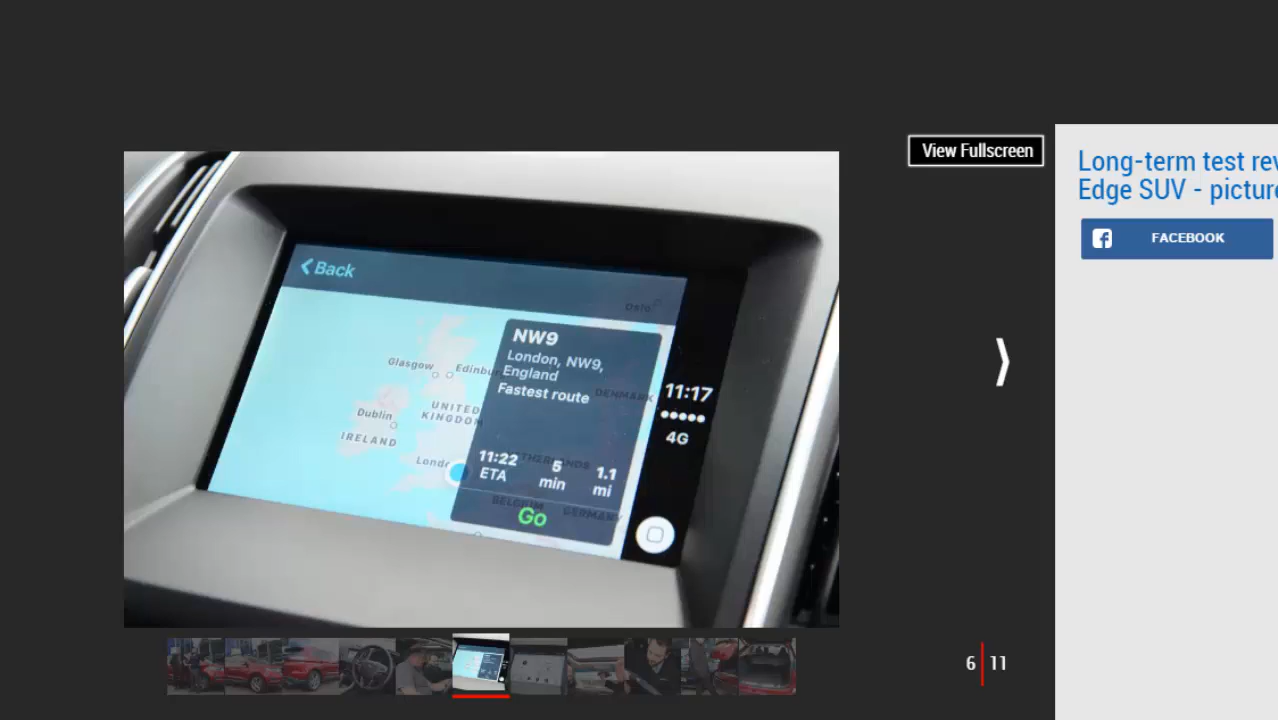 View Fullscreen
Long-term test rev
Edge SUV - picture
FACEBOOK
Back
Oslo
NW9
London, NW9,
England
Fastest route
Glasgow
Edinbur
DENMARK
11:17
4G
Dublin
UNITED
KINGDOM
IRELAND
Londo
THERLANDS
11:22
5
1.1
ETA
min
mi
BELGIUM
GERMANY
Go
6
11